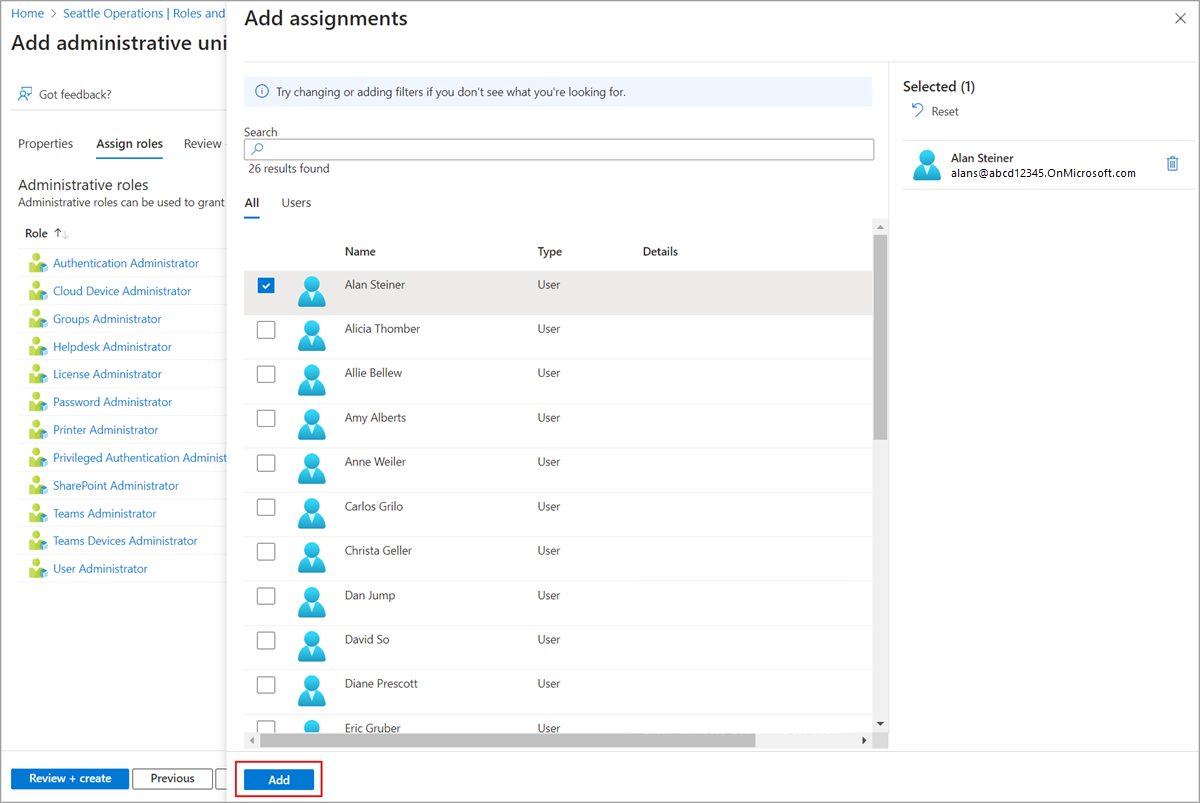 Home > Seattle Operations | Roles and
Add administrative uni
Got feedback?
Properties Assign roles Review
Administrative roles
Administrative roles can be used to grant
Role ↑↓
Authentication Administrator
Cloud Device Administrator
Groups Administrator
Helpdesk Administrator
License Administrator
Password Administrator
Printer Administrator
Privileged Authentication Administ
SharePoint Administrator
Teams Administrator
Teams Devices Administrator
User Administrator
Review + create Previous
Add assignments
Try changing or adding filters if you don't see what you're looking for.
Search
26 results found
All Users
Name Type Details
Alan Steiner User
Alicia Thomber User
Allie Bellew User
Amy Alberts User
Anne Weiler User
Carlos Grilo User
Christa Geller User
Dan Jump User
David So User
Diane Prescott User
Eric Gruber User
Add
Selected (1)
Reset
Alan Steiner
alans@abcd12345.OnMicrosoft.com